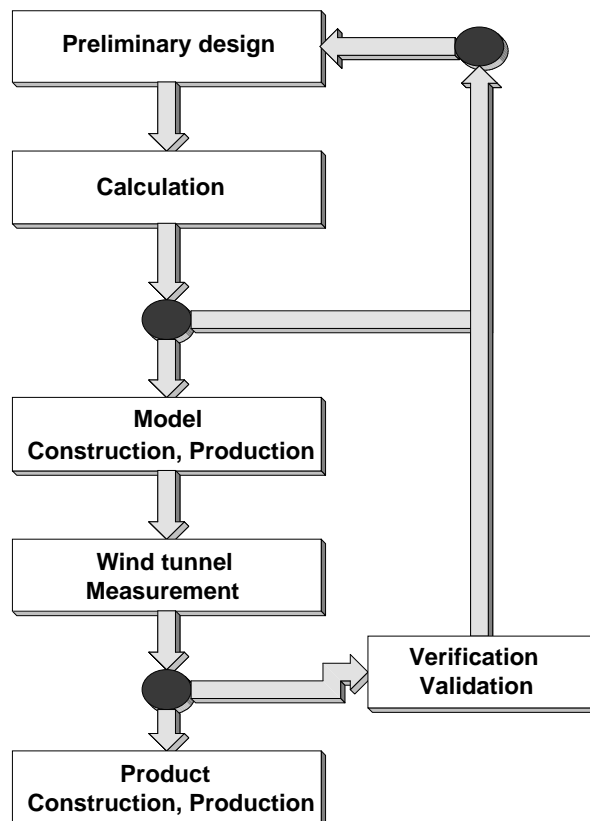 Preliminary design
Calculation
Model
Construction, Production
Wind tunnel
Measurement
Verification
Validation
Product
Construction, Production